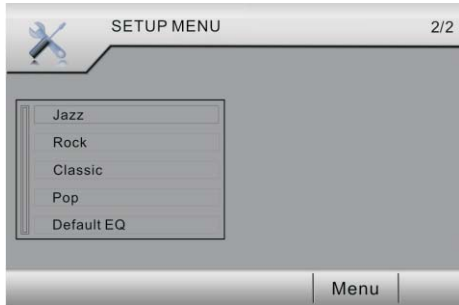 SETUP MENU 2/2
Jazz
Rock
Classic
Pop
Default EQ
Menu